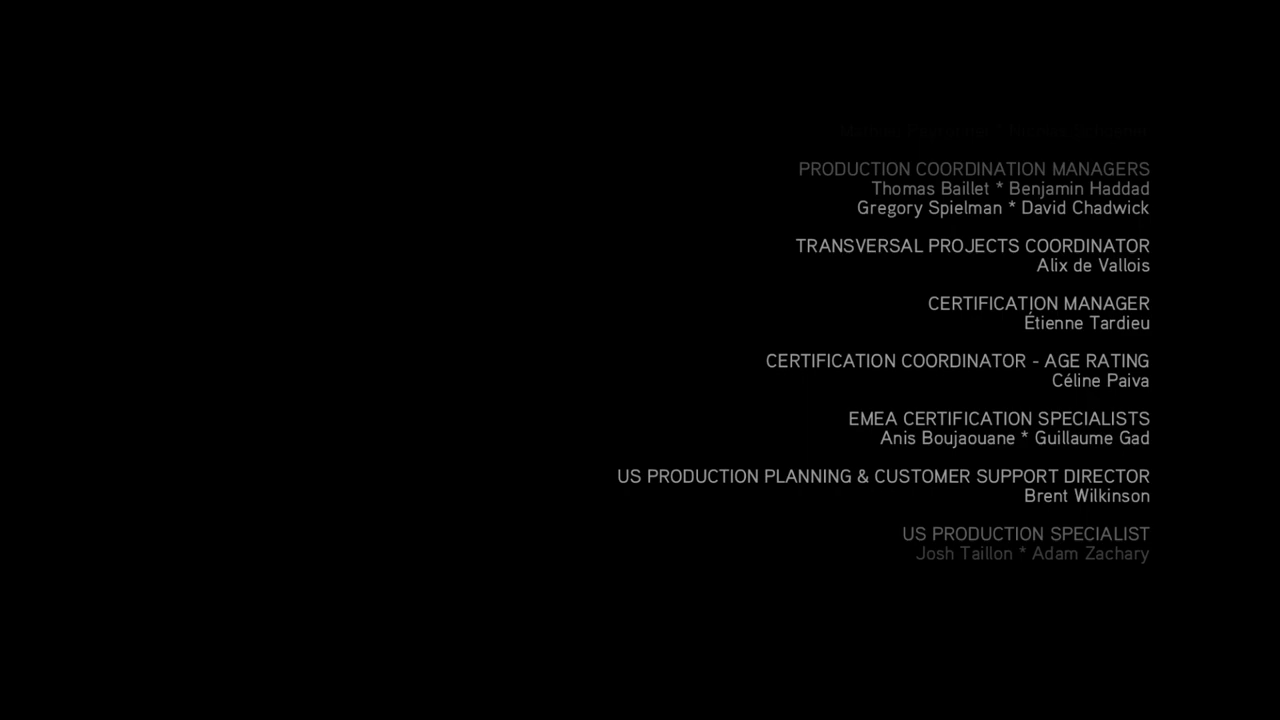 PRODUCTION COORDINATION MANAGERS
Thomas Baillet * Benjamin Haddad
Gregory Spielman * David Chadwick
TRANSVERSAL PROJECTS COORDINATOR
Alix de Vallois
CERTIFICATION MANAGER
Étienne Tardieu
CERTIFICATION COORDINATOR - AGE RATING
Céline Paiva
EMEA CERTIFICATION SPECIALISTS
Anis Boujaouane * Guillaume Gad
US PRODUCTION PLANNING & CUSTOMER SUPPORT DIRECTOR
Brent Wilkinson
US PRODUCTION SPECIALIST
Josh Taillon * Adam Zachary